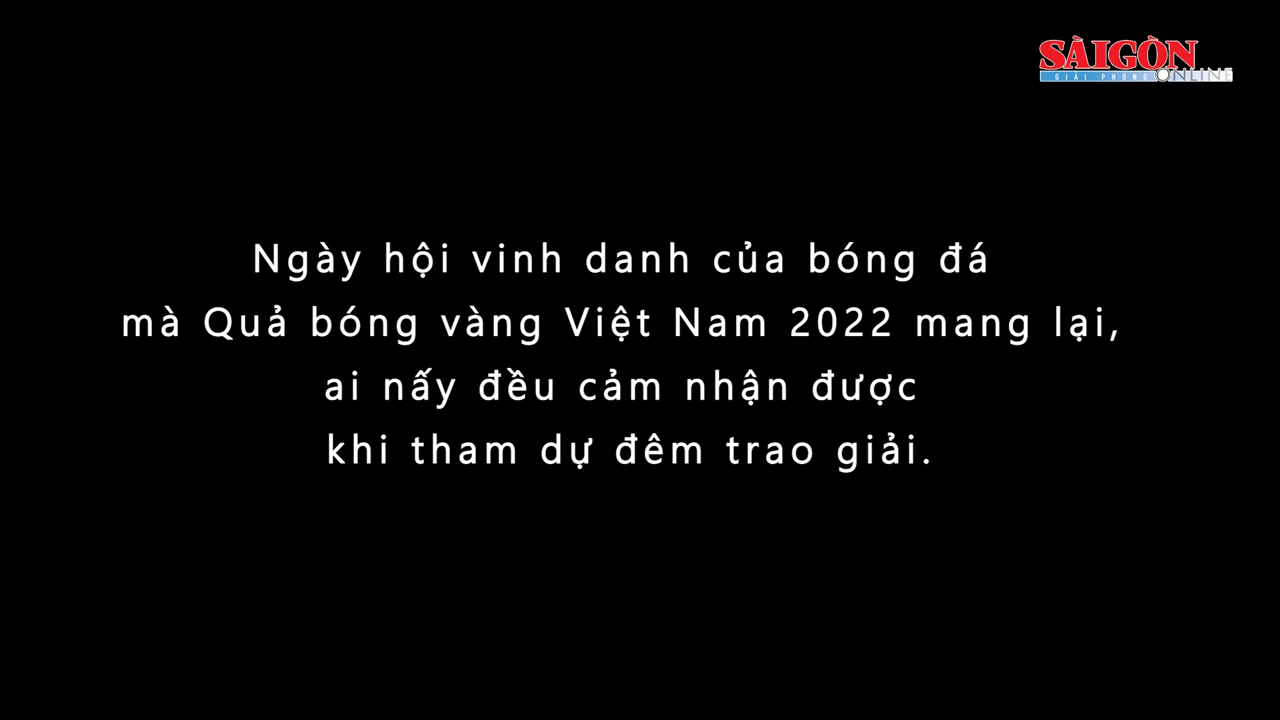 SÀIGÒN
GIẢI PHÓNG ONLINE
Ngày hội vinh danh của bóng đá
mà Quả bóng vàng Việt Nam 2022 mang lại,
ai nấy đều cảm nhận được
khi tham dự đêm trao giải.